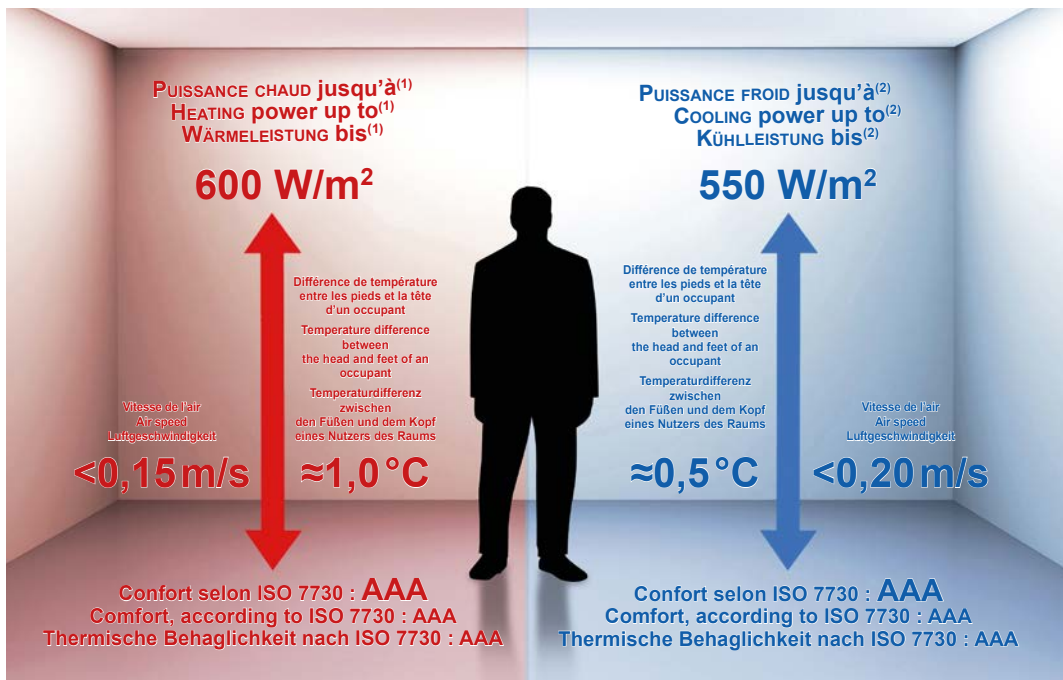 PUISSANCE CHAUD jusqu'à(1)
HEATING power up to(1)
WÄRMELEISTUNG bis(1)
600 W/m²
Différence de température
entre les pieds et la tête
d'un occupant
Temperature difference
between
the head and feet of an
occupant
Temperaturdifferenz
zwischen
den Füßen und dem Kopf
eines Nutzers des Raums
Vitesse de l'air
Air speed
Luftgeschwindigkeit
<0,15 m/s
≈1,0 °C
Confort selon ISO 7730 : AAA
Comfort, according to ISO 7730 : AAA
Thermische Behaglichkeit nach ISO 7730 : AAA
PUISSANCE FROID jusqu'à(2)
COOLING power up to(2)
KÜHLLEISTUNG bis(2)
550 W/m²
Différence de température
entre les pieds et la tête
d'un occupant
Temperature difference
between
the head and feet of an
occupant
Temperaturdifferenz
zwischen
den Füßen und dem Kopf
eines Nutzers des Raums
Vitesse de l'air
Air speed
Luftgeschwindigkeit
≈0,5 °C
<0,20 m/s
Confort selon ISO 7730 : AAA
Comfort, according to ISO 7730 : AAA
Thermische Behaglichkeit nach ISO 7730 : AAA